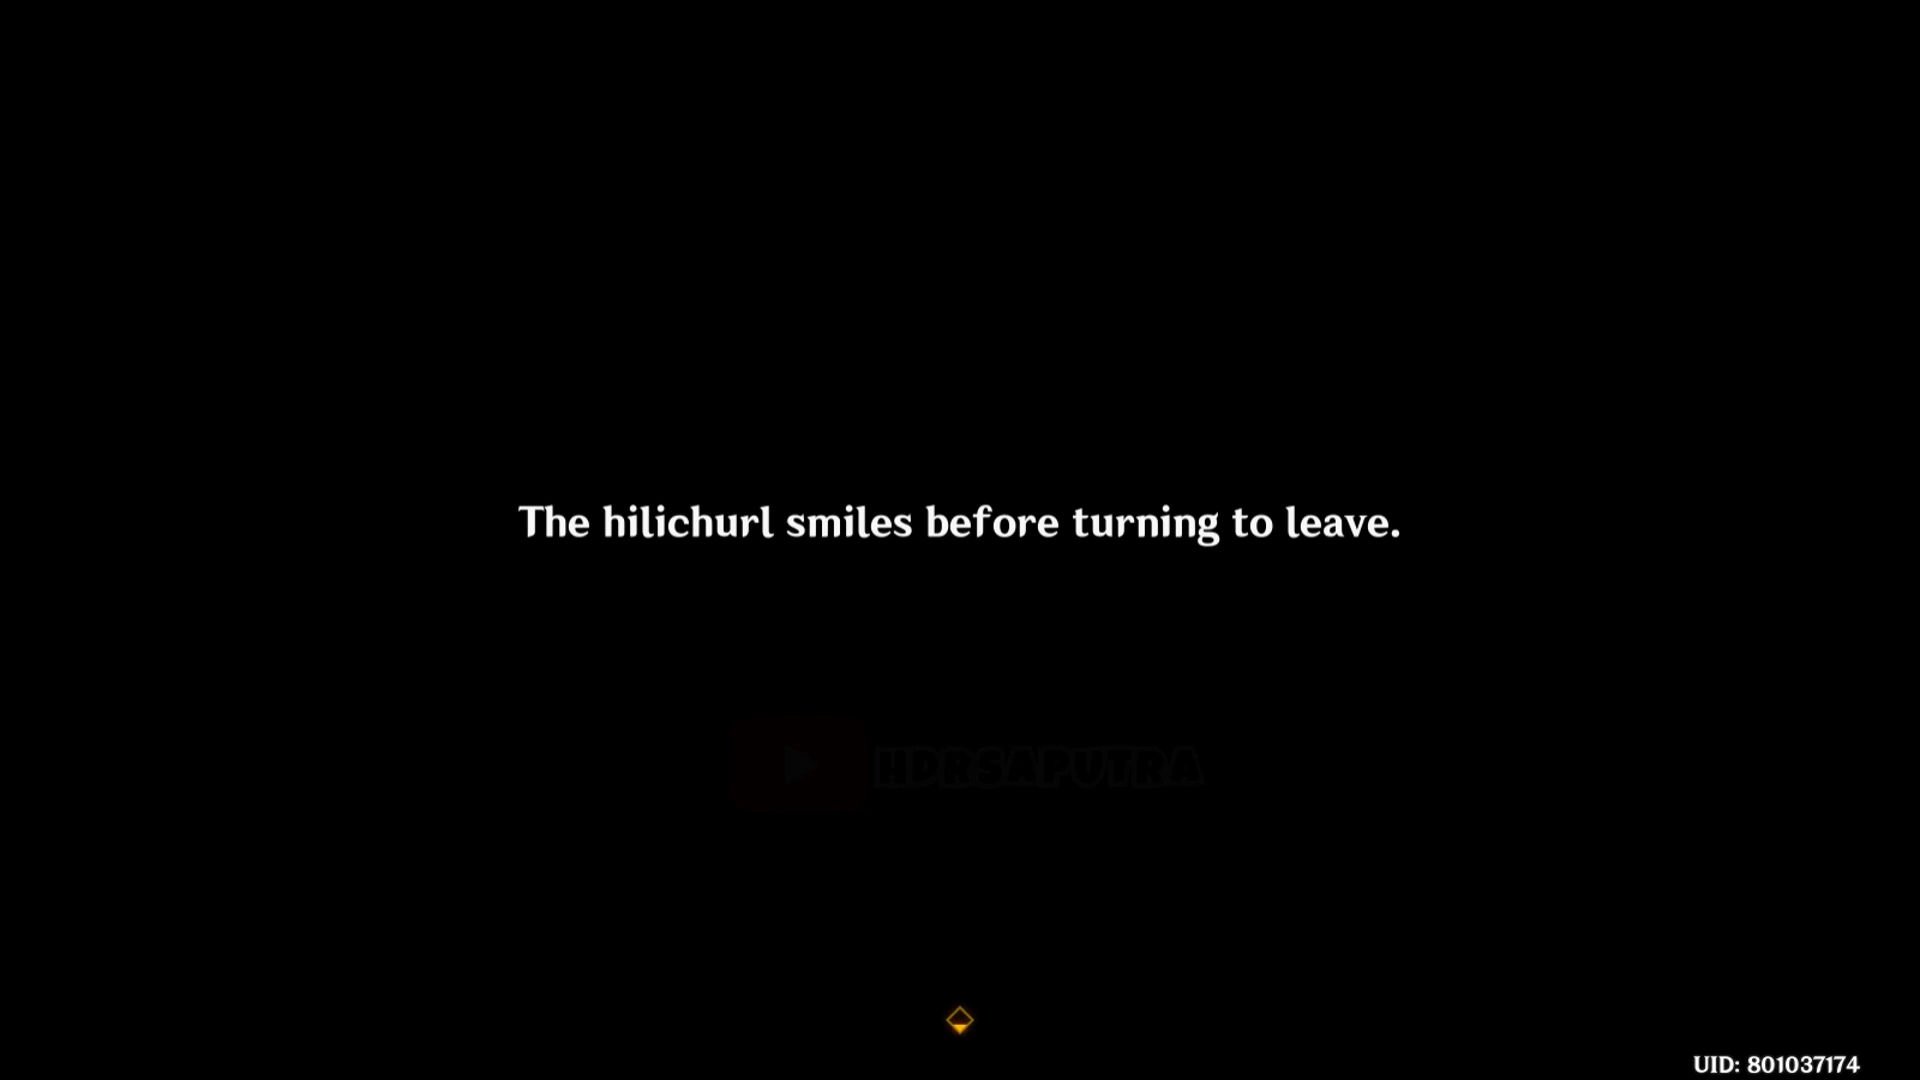 The hilichurl smiles before turning to leave.
HDRSAPUTRA
UID: 801037174